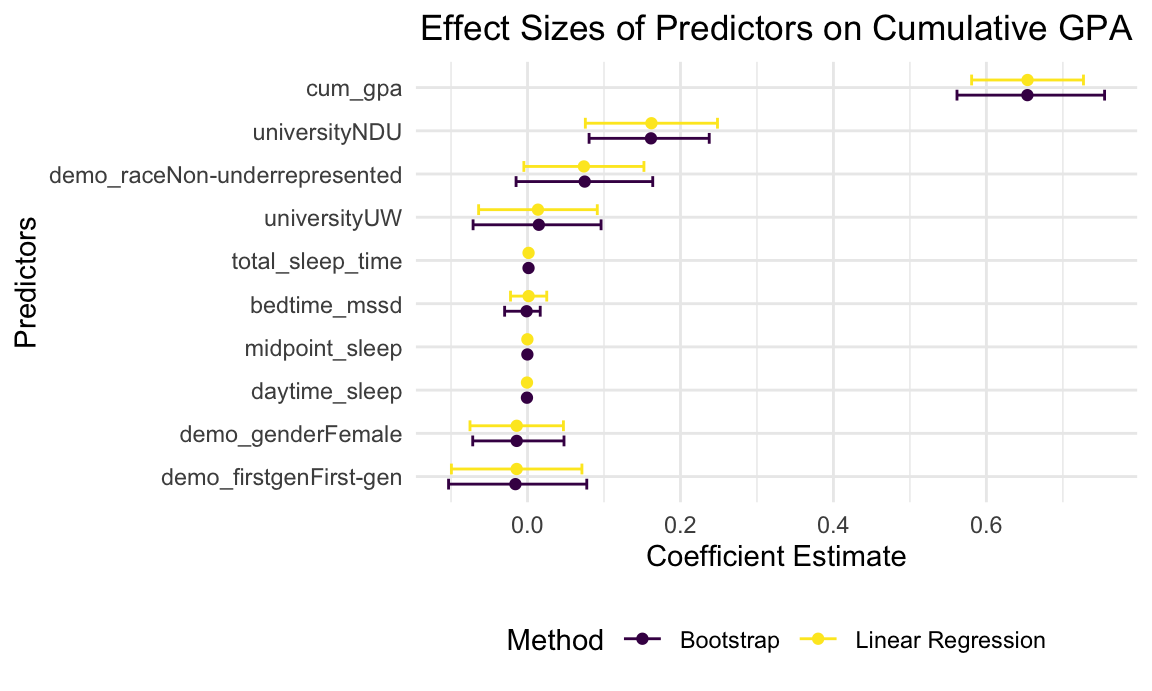 Effect Sizes of Predictors on Cumulative GPA
Predictors
cum_gpa
universityNDU
demo_raceNon-underrepresented
universityUW
total_sleep_time
bedtime_mssd
midpoint_sleep
daytime_sleep
demo_genderFemale
demo_firstgenFirst-gen
0.0 0.2 0.4 0.6
Coefficient Estimate
Method Bootstrap Linear Regression